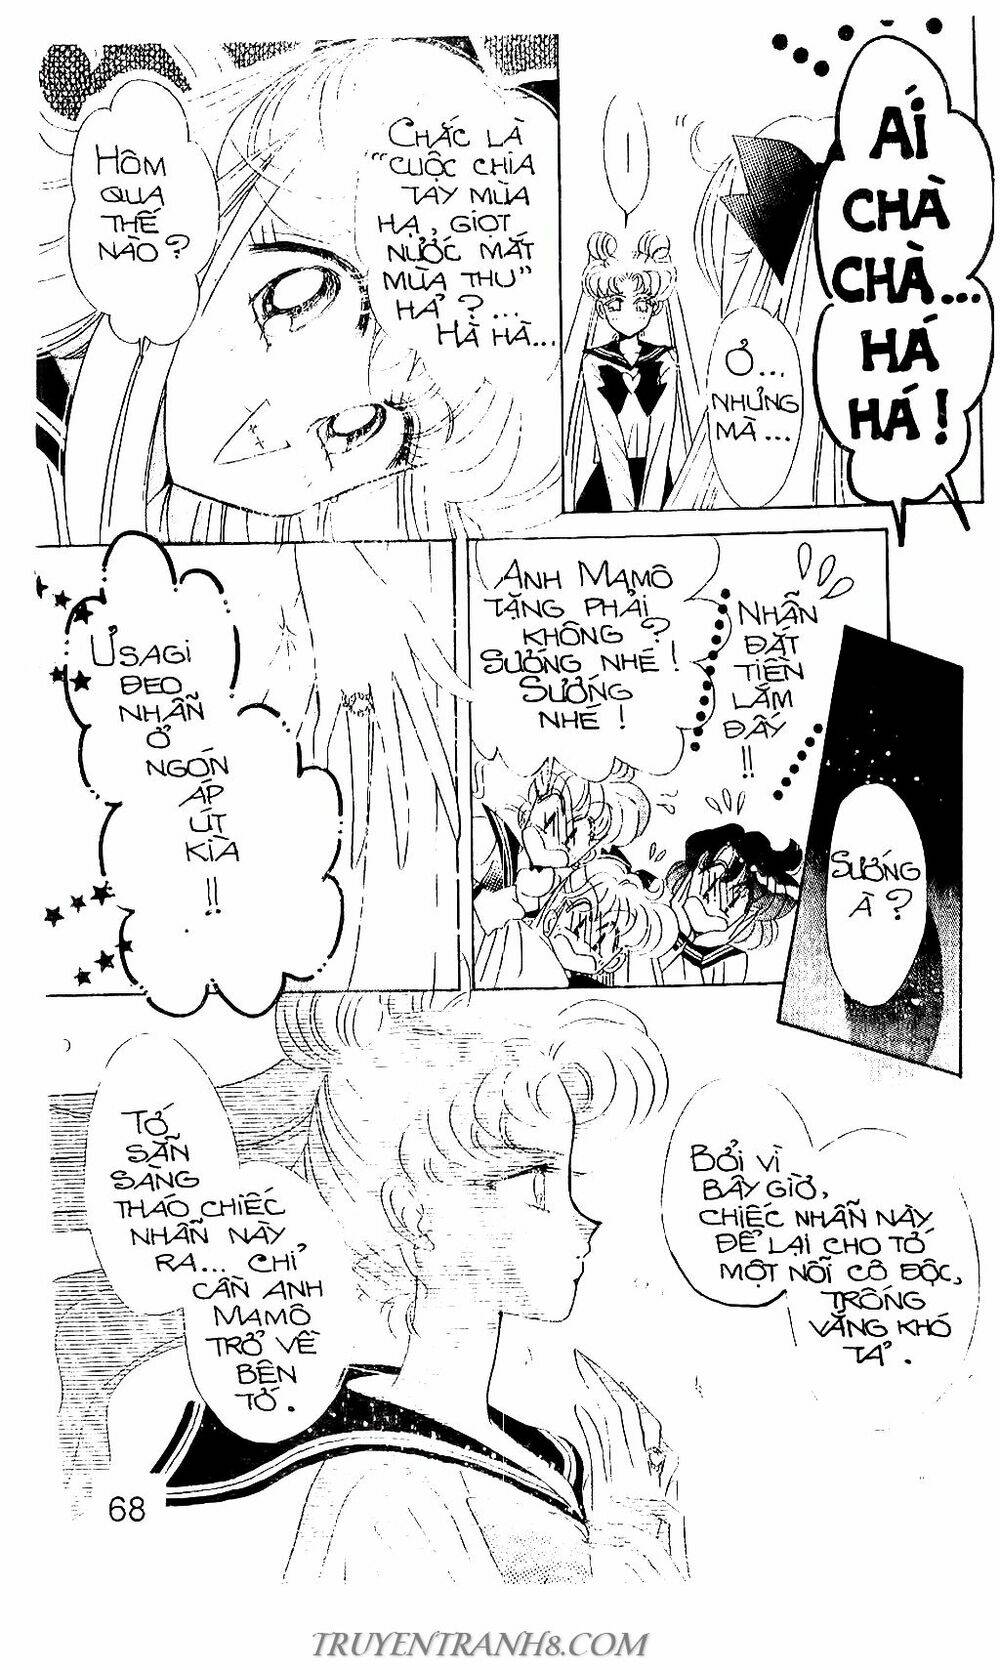 ÁI
CHÀ
CHÀ...
HÁ
HÁ!
Ở...
NHƯNG
MÀ...
CHẮC LÀ
"CUỘC CHIA
TAY MÙA
HẠ, GIỌT
NƯỚC MẮT
MÙA THU"
HẢ?...
HÀ HÀ...
HÔM
QUA
THẾ
NÀO?
NHẪN
ĐẮT
TIỀN
LẮM
ĐẤY
!!
ANH MAMÔ
TẶNG PHẢI
KHÔNG?
SƯỚNG NHÉ!
SƯỚNG
NHÉ!
USAGI
ĐEO
NHẪN
Ở
NGÓN
ÁP
ÚT
KÌA
!!
SƯỚNG
À?
BỞI VÌ
BÂY GIỜ,
CHIẾC NHẪN NÀY
ĐỂ LẠI CHO TỚ
MỘT NỖI CÔ ĐỘC,
TRỐNG
VẮNG KHÓ
TẢ.
TỚ
SẴN
SÀNG
THÁO CHIẾC
NHẪN NÀY
RA... CHỈ
CẦN ANH
MAMÔ
TRỞ VỀ
BÊN
TỚ.
68
TRUYENTRANH8.COM